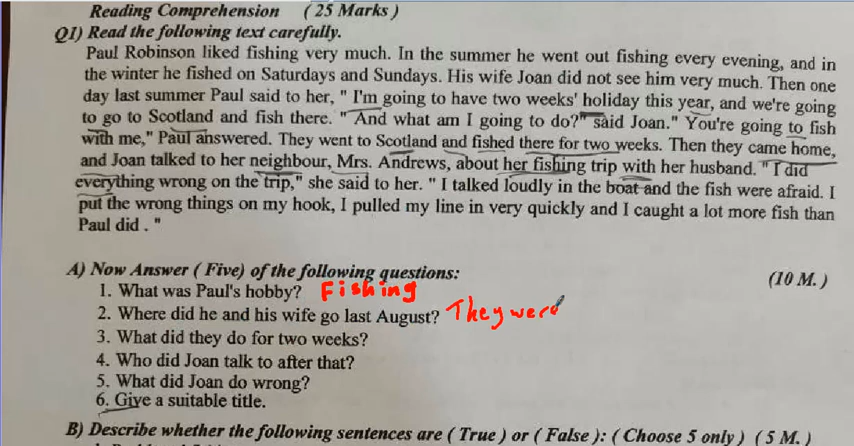 Reading Comprehension (25 Marks)
Q1) Read the following text carefully.
Paul Robinson liked fishing very much. In the summer he went out fishing every evening, and in
the winter he fished on Saturdays and Sundays. His wife Joan did not see him very much. Then one
day last summer Paul said to her, " I'm going to have two weeks' holiday this year, and we're going
to go to Scotland and fish there. " And what am I going to do?" said Joan." You're going to fish
with me," Paul answered. They went to Scotland and fished there for two weeks. Then they came home,
and Joan talked to her neighbour, Mrs. Andrews, about her fishing trip with her husband. " I did
everything wrong on the trip," she said to her. " I talked loudly in the boat and the fish were afraid. I
put the wrong things on my hook, I pulled my line in very quickly and I caught a lot more fish than
Paul did . "
A) Now Answer ( Five) of the following questions: (10 M. )
1. What was Paul's hobby? Fishing
2. Where did he and his wife go last August? They were
3. What did they do for two weeks?
4. Who did Joan talk to after that?
5. What did Joan do wrong?
6. Give a suitable title.
B) Describe whether the following sentences are ( True ) or ( False ): ( Choose 5 only ) ( 5 M. )